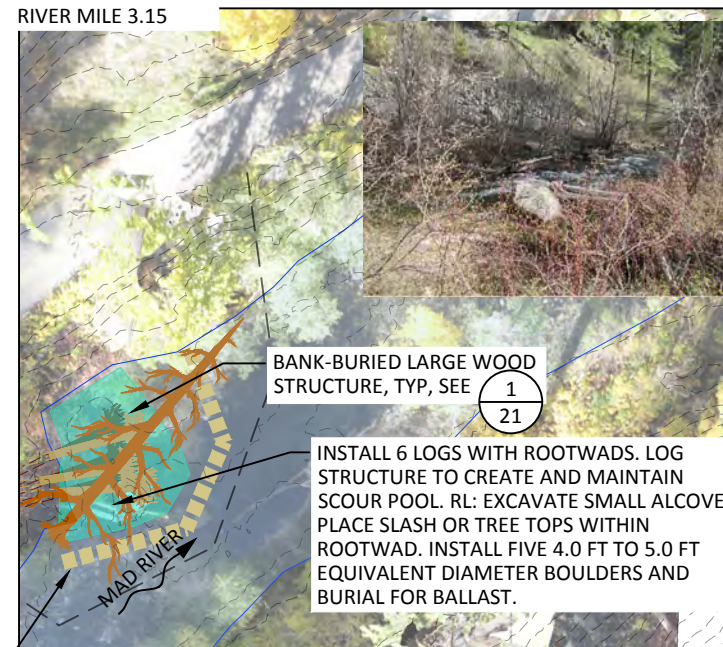 RIVER MILE 3.15
BANK-BURIED LARGE WOOD
STRUCTURE, TYP, SEE
1
21
INSTALL 6 LOGS WITH ROOTWADS. LOG
STRUCTURE TO CREATE AND MAINTAIN
SCOUR POOL. RL: EXCAVATE SMALL ALCOVE
PLACE SLASH OR TREE TOPS WITHIN
ROOTWAD. INSTALL FIVE 4.0 FT TO 5.0 FT
EQUIVALENT DIAMETER BOULDERS AND
BURIAL FOR BALLAST.
MAD RIVER